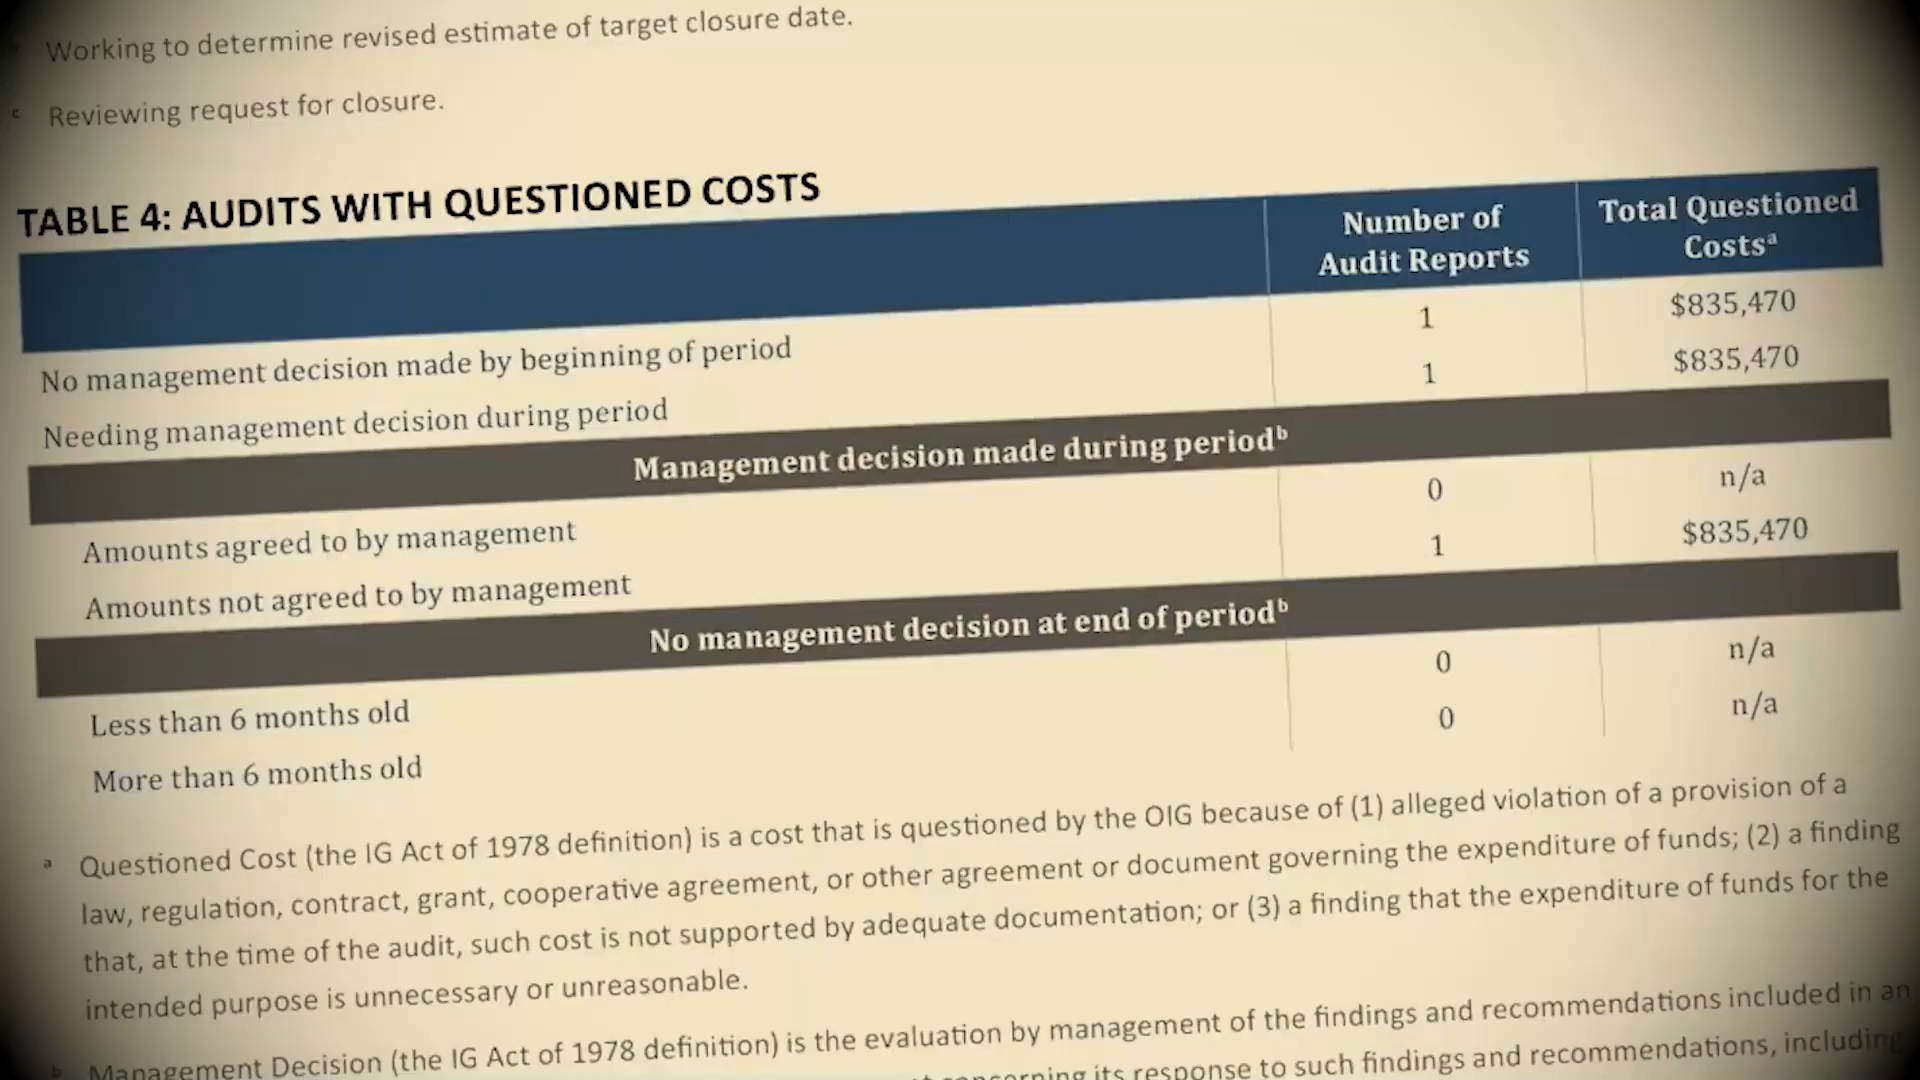 Working to determine revised estimate of target closure date.
c Reviewing request for closure.
TABLE 4: AUDITS WITH QUESTIONED COSTS
Number of Audit Reports
Total Questioned Costsa
No management decision made by beginning of period 1 $835,470
Needing management decision during period 1 $835,470
Management decision made during periodb
Amounts agreed to by management 0 n/a
Amounts not agreed to by management 1 $835,470
No management decision at end of periodb
Less than 6 months old 0 n/a
More than 6 months old 0 n/a
a Questioned Cost (the IG Act of 1978 definition) is a cost that is questioned by the OIG because of (1) alleged violation of a provision of a
law, regulation, contract, grant, cooperative agreement, or other agreement or document governing the expenditure of funds; (2) a finding
that, at the time of the audit, such cost is not supported by adequate documentation; or (3) a finding that the expenditure of funds for the
intended purpose is unnecessary or unreasonable.
b Management Decision (the IG Act of 1978 definition) is the evaluation by management of the findings and recommendations included in an
concerning its response to such findings and recommendations, including